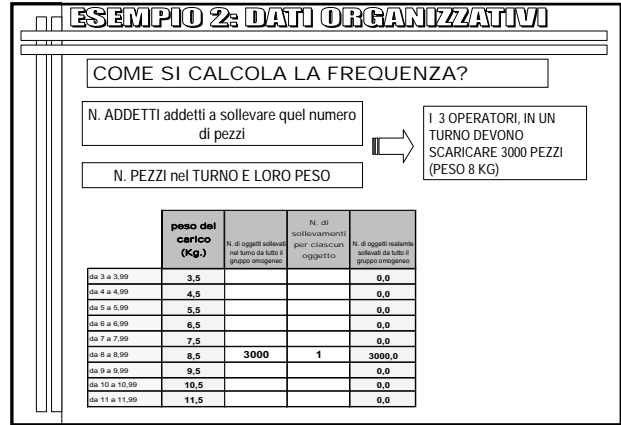 ESEMPIO 2: DATI ORGANIZZATIVI
COME SI CALCOLA LA FREQUENZA?
N. ADDETTI addetti a sollevare quel numero
di pezzi
N. PEZZI nel TURNO E LORO PESO
I 3 OPERATORI, IN UN
TURNO DEVONO
SCARICARE 3000 PEZZI
(PESO 8 KG)
peso del
carico
(Kg.)
N. di oggetti sollevati
nel turno da tutto il
gruppo omogeneo
N. di
sollevamenti
per ciascun
oggetto
N. di oggetti realamte
sollevati da tutto il
gruppo omogeneo
da 3 a 3,99 3,5 0,0
da 4 a 4,99 4,5 0,0
da 5 a 5,99 5,5 0,0
da 6 a 6,99 6,5 0,0
da 7 a 7,99 7,5 0,0
da 8 a 8,99 8,5 3000 1 3000,0
da 9 a 9,99 9,5 0,0
da 10 a 10,99 10,5 0,0
da 11 a 11,99 11,5 0,0